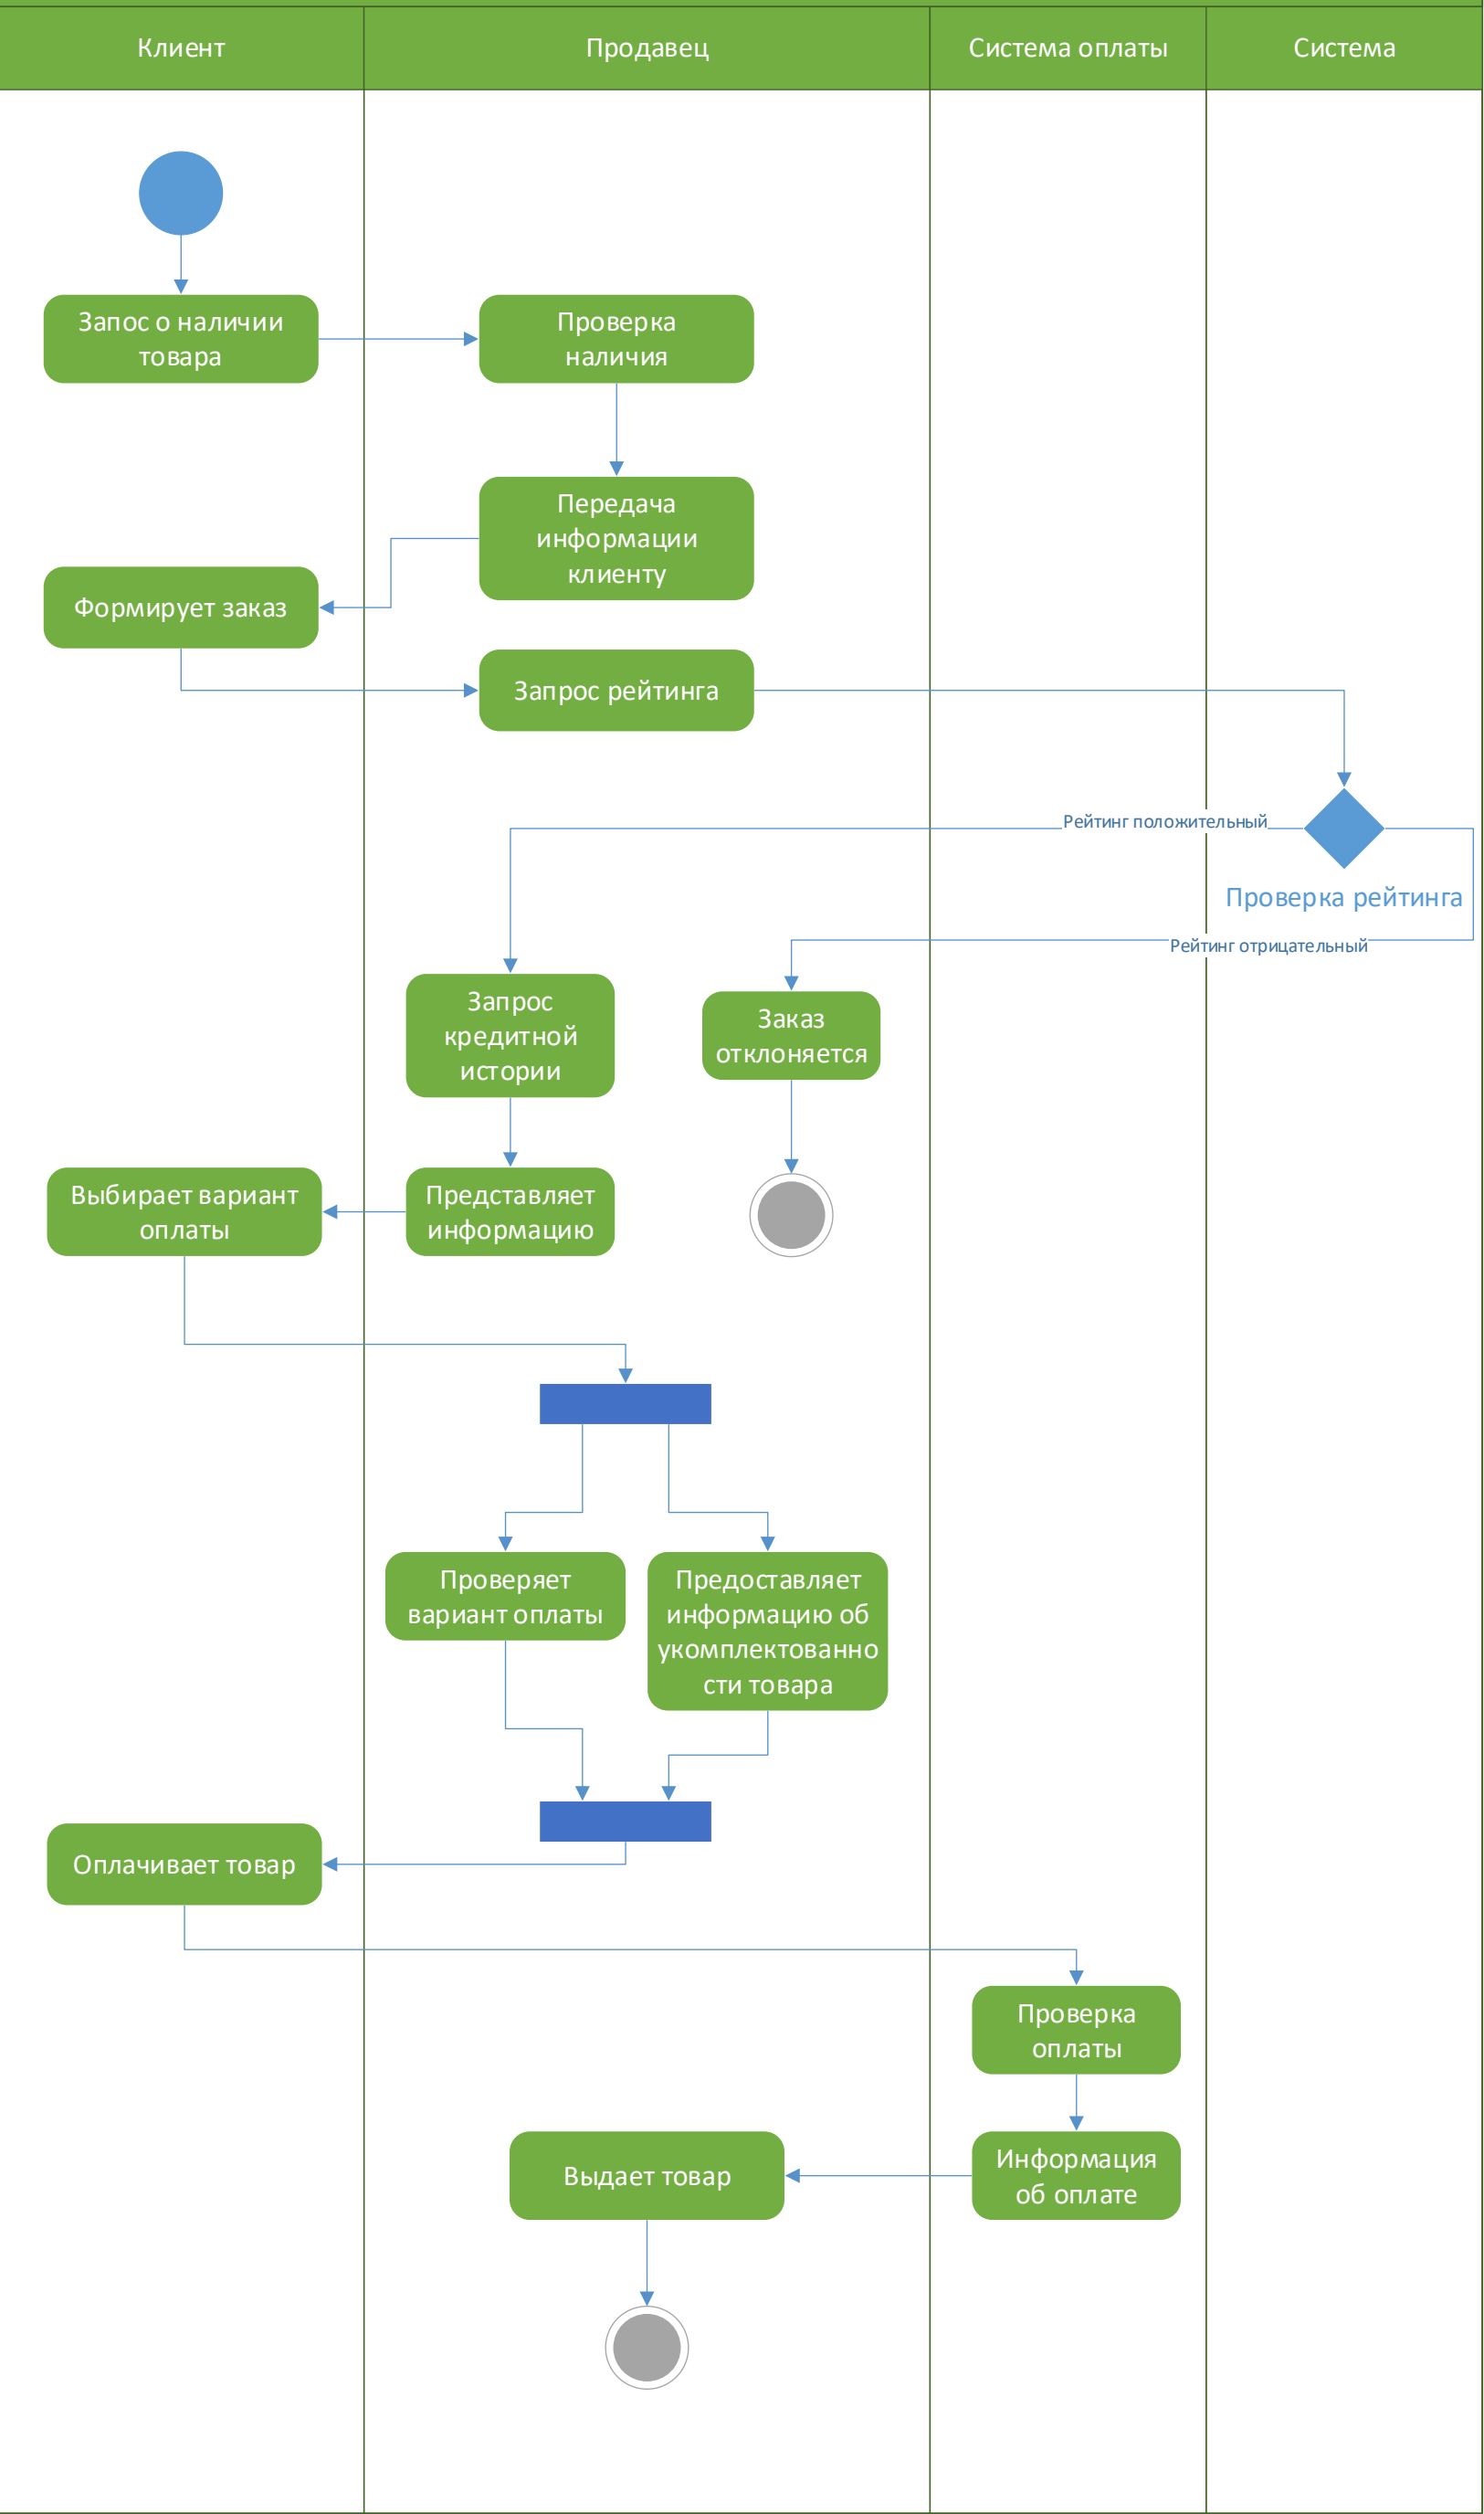 Клиент
Продавец
Система оплаты
Система
Запос о наличии
товара
Проверка
наличия
Передача
информации
клиенту
Формирует заказ
Запрос рейтинга
Рейтинг положительный
Проверка рейтинга
Рейтинг отрицательный
Запрос
кредитной
истории
Заказ
отклоняется
Выбирает вариант
оплаты
Представляет
информацию
Проверяет
вариант оплаты
Предоставляет
информацию об
укомплектованно
сти товара
Оплачивает товар
Проверка
оплаты
Выдает товар
Информация
об оплате